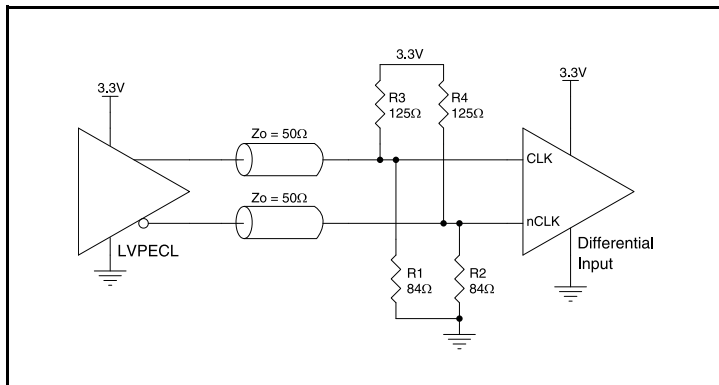 3.3V
3.3V
3.3V
R3
125Ω
R4
125Ω
Zo = 50Ω
CLK
Zo = 50Ω
nCLK
LVPECL
Differential
Input
R1
84Ω
R2
84Ω